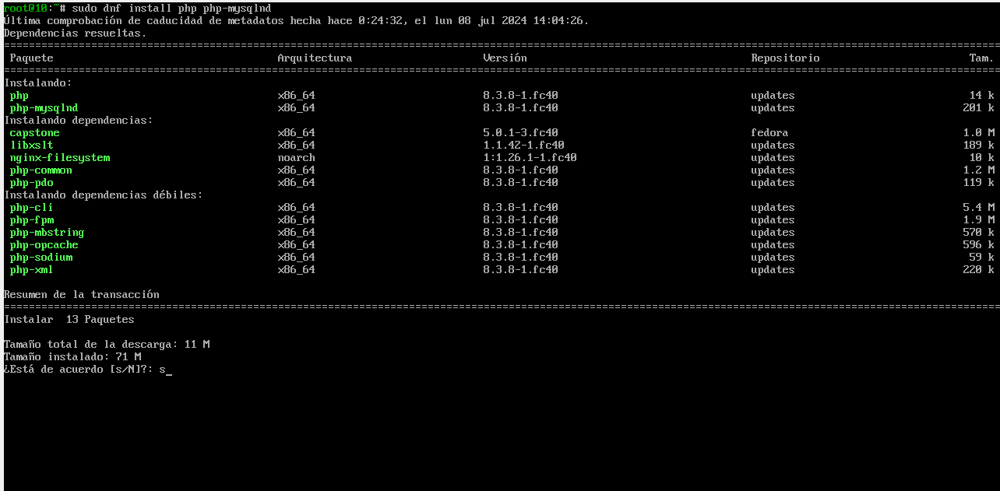 root@10:~# sudo dnf install php php-mysqlnd
Última comprobación de caducidad de metadatos hecha hace 0:24:32, el lun 08 jul 2024 14:04:26.
Dependencias resueltas.
================================================================================
Paquete Arquitectura Versión Repositorio Tam.
================================================================================
Instalando:
php x86_64 8.3.8-1.fc40 updates 14 k
php-mysqlnd x86_64 8.3.8-1.fc40 updates 201 k
Instalando dependencias:
capstone x86_64 5.0.1-3.fc40 fedora 1.0 M
libxslt x86_64 1.1.42-1.fc40 updates 189 k
nginx-filesystem noarch 1:1.26.1-1.fc40 updates 10 k
php-common x86_64 8.3.8-1.fc40 updates 1.2 M
php-pdo x86_64 8.3.8-1.fc40 updates 119 k
Instalando dependencias débiles:
php-cli x86_64 8.3.8-1.fc40 updates 5.4 M
php-fpm x86_64 8.3.8-1.fc40 updates 1.9 M
php-mbstring x86_64 8.3.8-1.fc40 updates 570 k
php-opcache x86_64 8.3.8-1.fc40 updates 596 k
php-sodium x86_64 8.3.8-1.fc40 updates 59 k
php-xml x86_64 8.3.8-1.fc40 updates 220 k
Resumen de la transacción
================================================================================
Instalar 13 Paquetes
Tamaño total de la descarga: 11 M
Tamaño instalado: 71 M
¿Está de acuerdo [s/N]?: s_